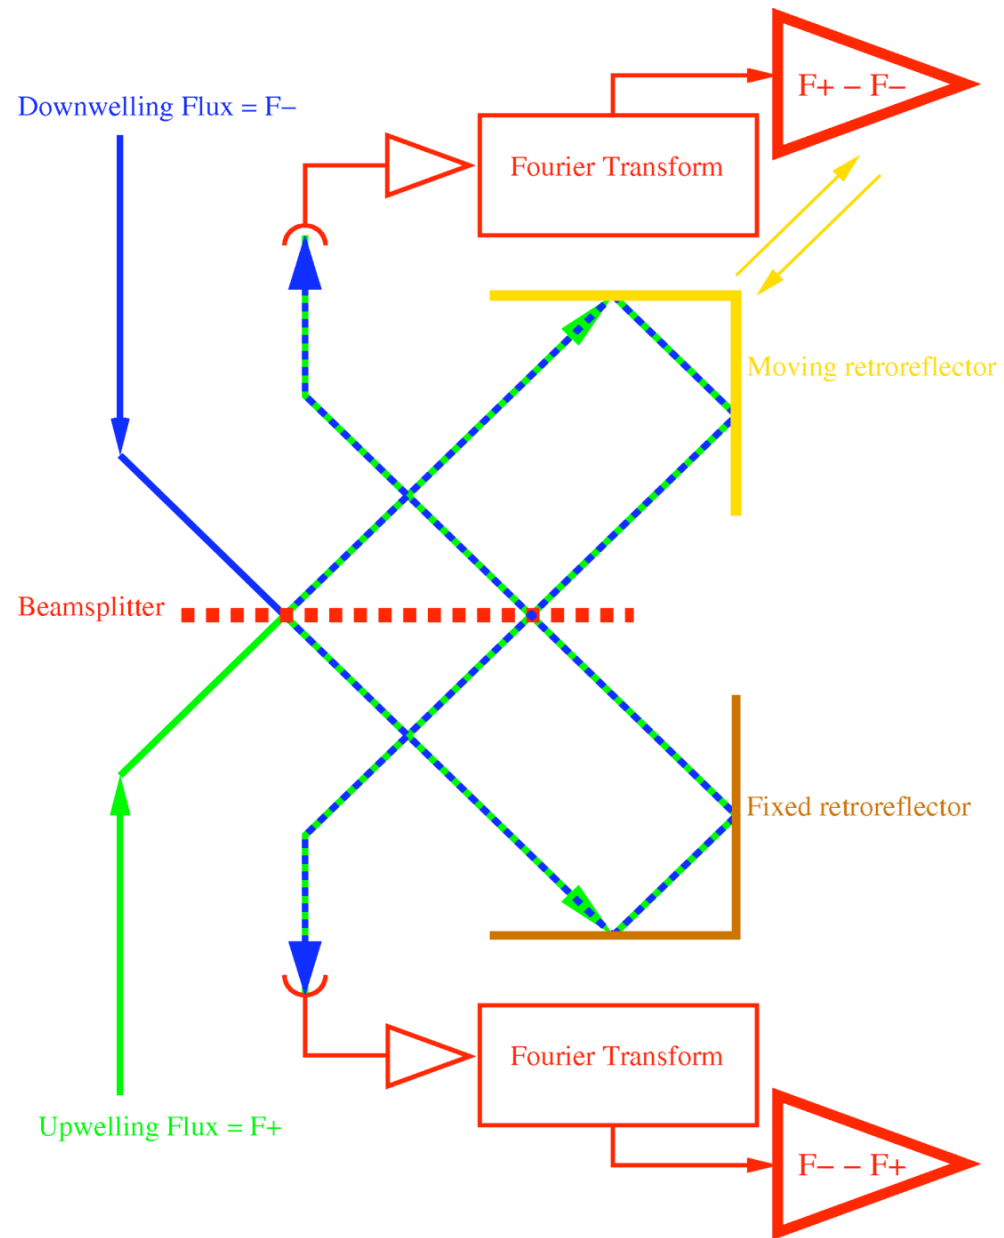 F+ − F−
Downwelling Flux = F−
Fourier Transform
Moving retroreflector
Beamsplitter
Fixed retroreflector
Fourier Transform
Upwelling Flux = F+
F− − F+